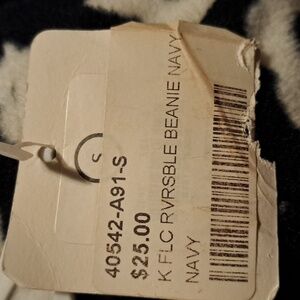 S
40542-A91-S
$25.00
K FLC RVRSBLE BEANIE NAVY
NAVY